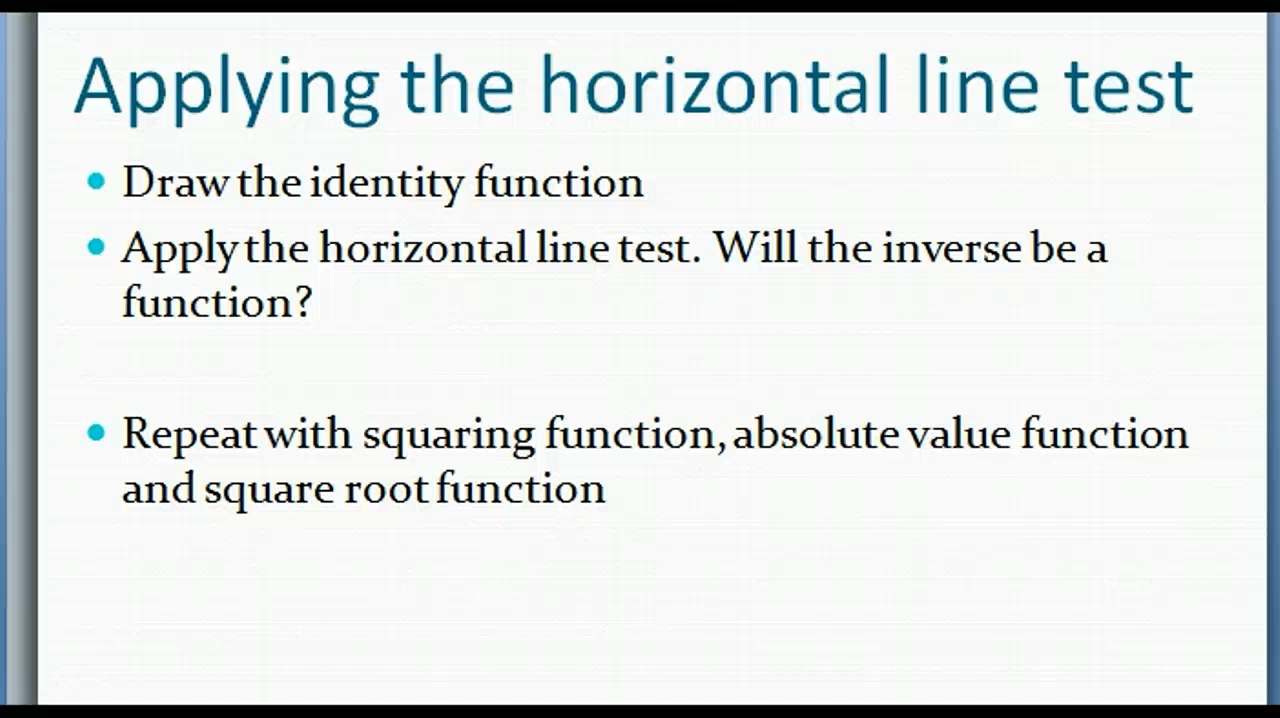 Applying the horizontal line test
• Draw the identity function
• Apply the horizontal line test. Will the inverse be a
function?
• Repeat with squaring function, absolute value function
and square root function